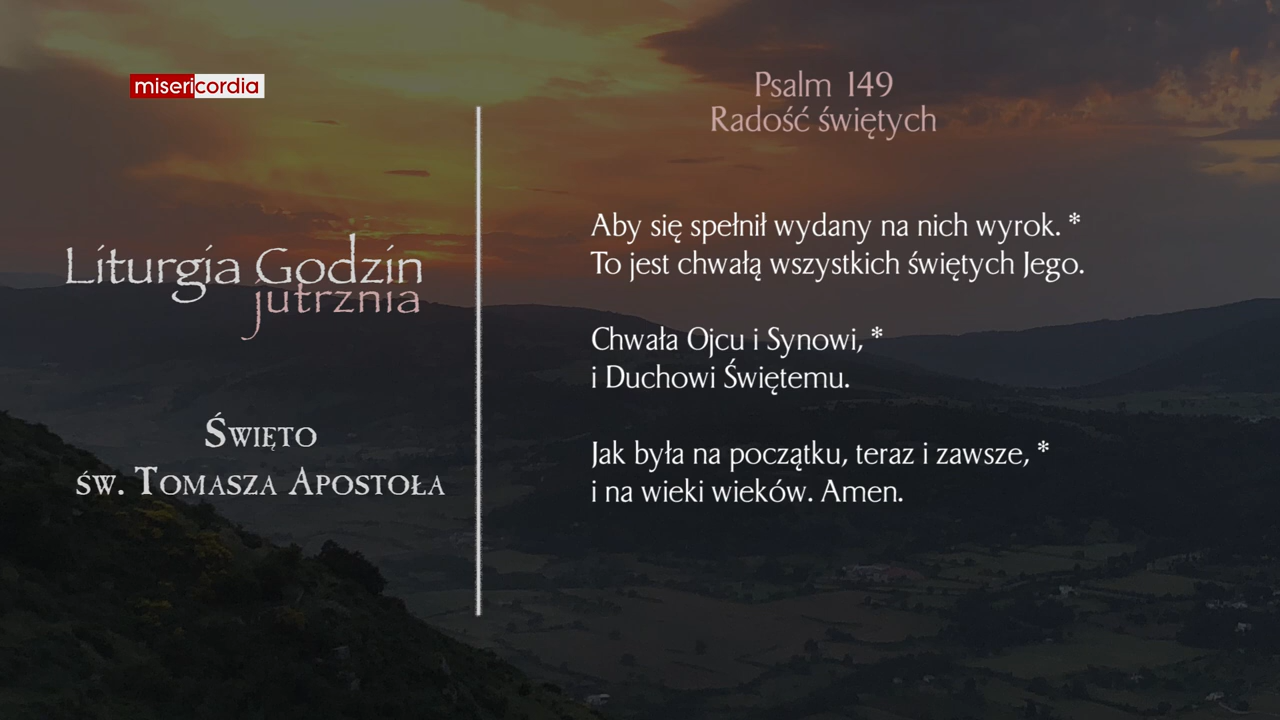 misericordia
Liturgia Godzin
jutrznia
Święto
św. Tomasza Apostoła
Psalm 149
Radość świętych
Aby się spełnił wydany na nich wyrok. *
To jest chwałą wszystkich świętych Jego.
Chwała Ojcu i Synowi, *
i Duchowi Świętemu.
Jak była na początku, teraz i zawsze, *
i na wieki wieków. Amen.